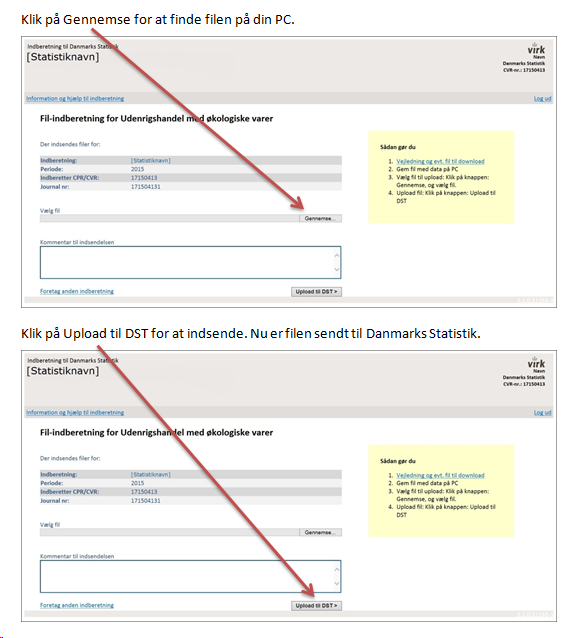 Klik på Gennemse for at finde filen på din PC.
Indberetning til Danmarks Statistik
[Statistiknavn]
virk
Navn
Danmarks Statistik
CVR-nr.: 17150413
Information og hjælp til indberetning
Log ud
Fil-indberetning for Udenrigshandel med økologiske varer
Der indsendes filer for:
Indberetning: [Statistiknavn]
Periode: 2015
Indberetter CPR/CVR: 17150413
Journal nr: 171504131
Vælg fil
Gennemse...
Kommentar til indsendelsen
Foretag anden indberetning
Upload til DST >
Sådan gør du
1. Vejledning og evt. fil til download
2. Gem fil med data på PC
3. Vælg fil til upload: Klik på knappen:
Gennemse, og vælg fil.
4. Upload fil: Klik på knappen: Upload til
DST
Klik på Upload til DST for at indsende. Nu er filen sendt til Danmarks Statistik.
Indberetning til Danmarks Statistik
[Statistiknavn]
virk
Navn
Danmarks Statistik
CVR-nr.: 17150413
Information og hjælp til indberetning
Log ud
Fil-indberetning for Udenrigshandel med økologiske varer
Der indsendes filer for:
Indberetning: [Statistiknavn]
Periode: 2015
Indberetter CPR/CVR: 17150413
Journal nr: 171504131
Vælg fil
Gennemse...
Kommentar til indsendelsen
Foretag anden indberetning
Upload til DST >
Sådan gør du
1. Vejledning og evt. fil til download
2. Gem fil med data på PC
3. Vælg fil til upload: Klik på knappen:
Gennemse, og vælg fil.
4. Upload fil: Klik på knappen: Upload til
DST